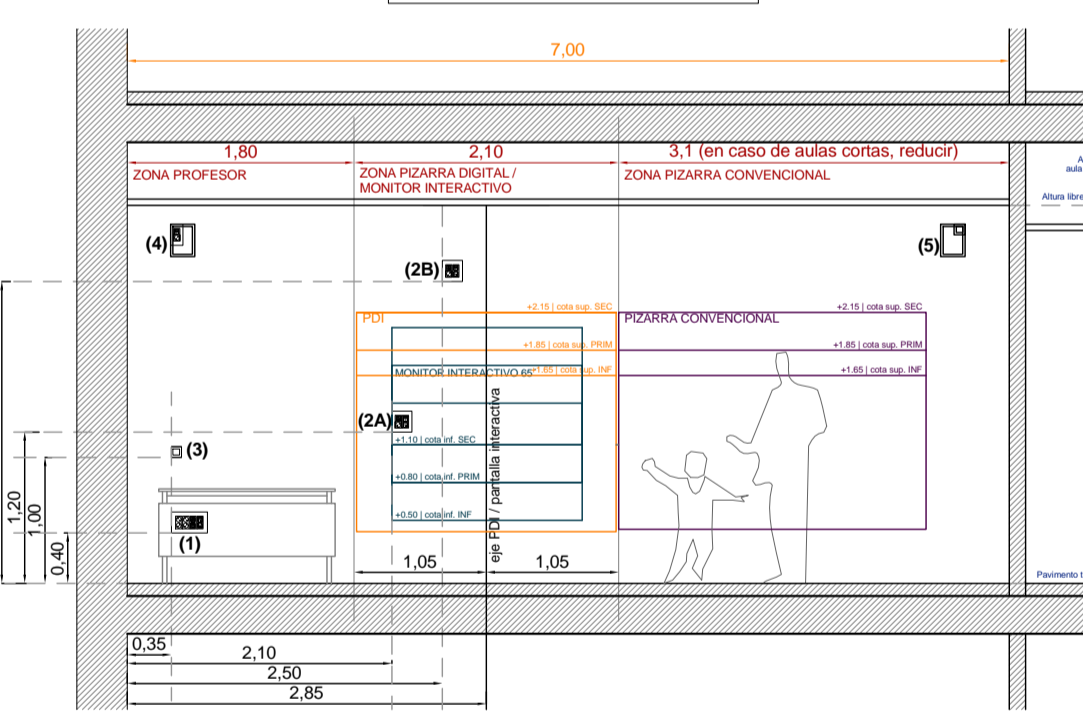 7,00
1,80
2,10
3,1 (en caso de aulas cortas, reducir)
ZONA PROFESOR
ZONA PIZARRA DIGITAL /
MONITOR INTERACTIVO
ZONA PIZARRA CONVENCIONAL
A
aula
Altura libre
(4)
(5)
(2B)
+2.15 | cota sup. SEC
+2.15 | cota sup. SEC
PDI
PIZARRA CONVENCIONAL
+1.85 | cota sup. PRIM
+1.85 | cota sup. PRIM
MONITOR INTERACTIVO 65"
+1.65 | cota sup. INF
+1.65 | cota sup. INF
(2A)
+1.10 | cota inf. SEC
(3)
+0.80 | cota inf. PRIM
+0.50 | cota inf. INF
eje PDI / pantalla interactiva
(1)
1,20
1,00
0,40
1,05
1,05
Pavimento t
0,35
2,10
2,50
2,85